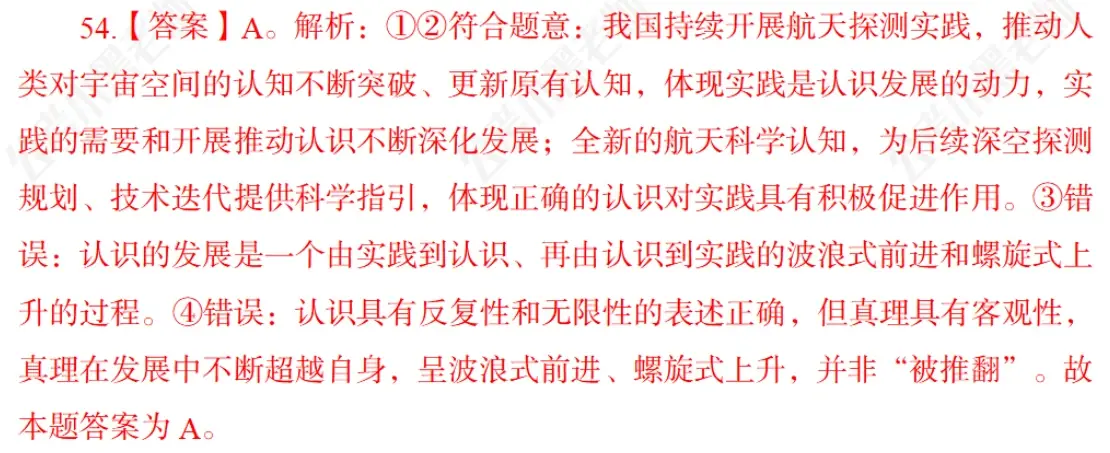 54.【答案】A。解析：①②符合题意：我国持续开展航天探测实践，推动人
类对宇宙空间的认知不断突破、更新原有认知，体现实践是认识发展的动力，实
践的需要和开展推动认识不断深化发展；全新的航天科学认知，为后续深空探测
规划、技术迭代提供科学指引，体现正确的认识对实践具有积极促进作用。③错
误：认识的发展是一个由实践到认识、再由认识到实践的波浪式前进和螺旋式上
升的过程。④错误：认识具有反复性和无限性的表述正确，但真理具有客观性，
真理在发展中不断超越自身，呈波浪式前进、螺旋式上升，并非“被推翻”。故
本题答案为 A。